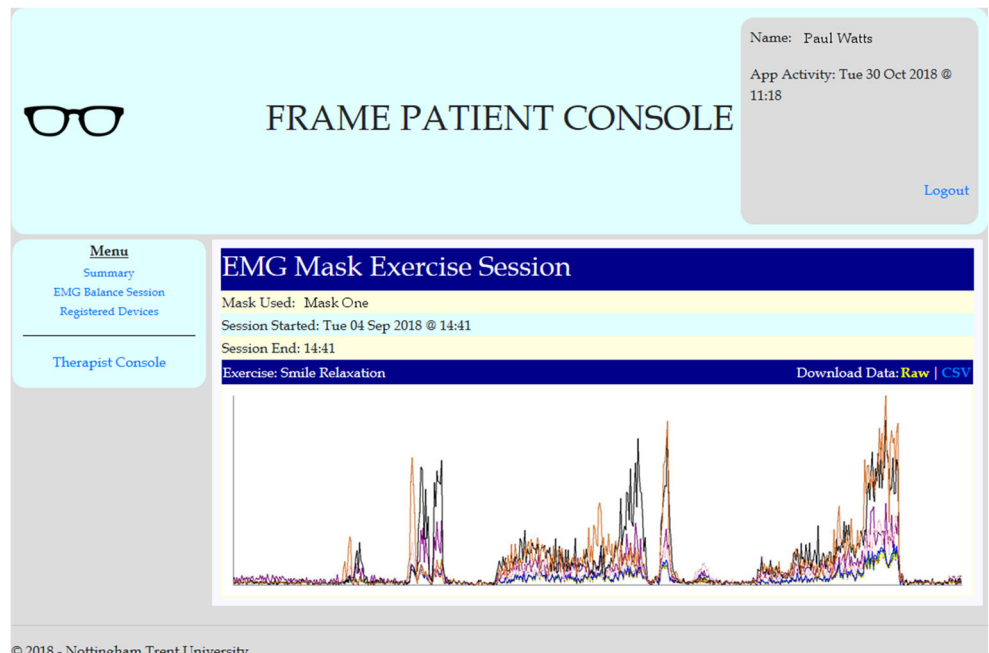 Name: Paul Watts
App Activity: Tue 30 Oct 2018 @
11:18
FRAME PATIENT CONSOLE
Logout
Menu
Summary
EMG Balance Session
Registered Devices
Therapist Console
EMG Mask Exercise Session
Mask Used: Mask One
Session Started: Tue 04 Sep 2018 @ 14:41
Session End: 14:41
Exercise: Smile Relaxation Download Data: Raw | CSV
© 2018 - Nottingham Trent University